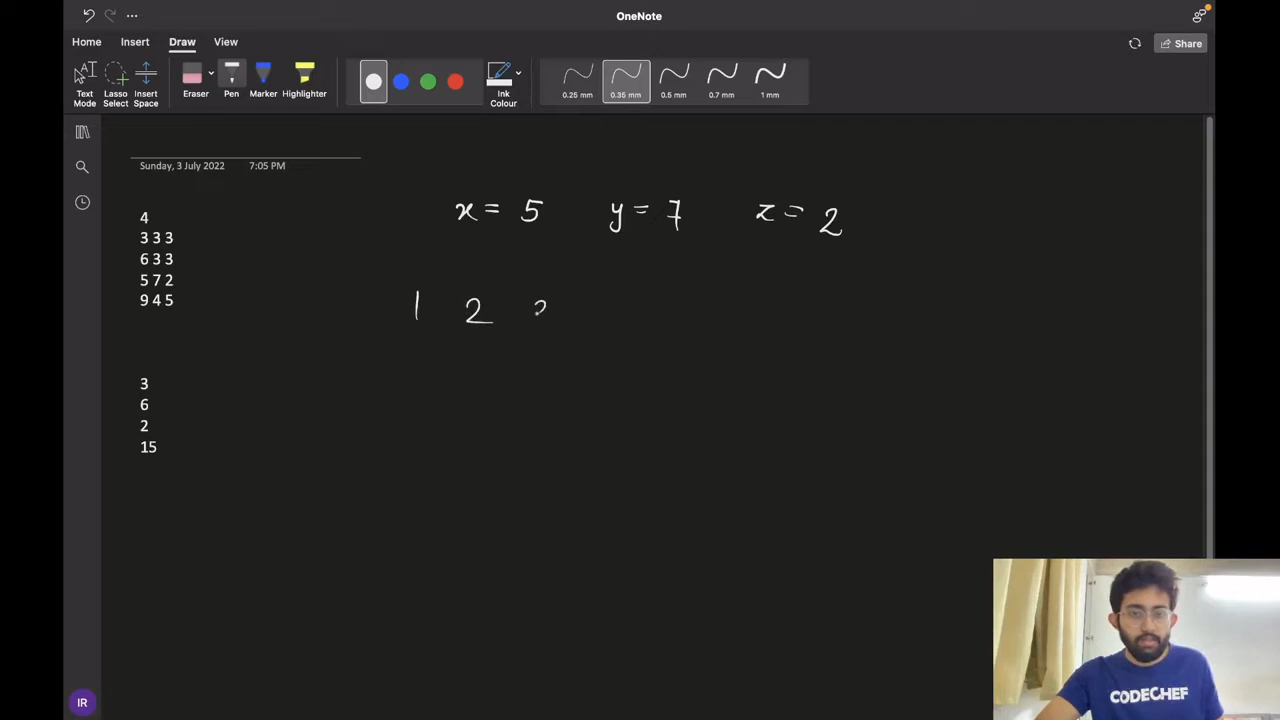 OneNote
Home Insert Draw View
Share
Text Mode
Lasso Select
Insert Space
Eraser
Pen
Marker
Highlighter
Ink Colour
0.25 mm
0.35 mm
0.5 mm
0.7 mm
1 mm
Sunday, 3 July 2022 7:05 PM
4
3 3 3
6 3 3
5 7 2
9 4 5
3
6
2
15
x = 5 y = 7 z = 2
1 2
IR
CODECHEF